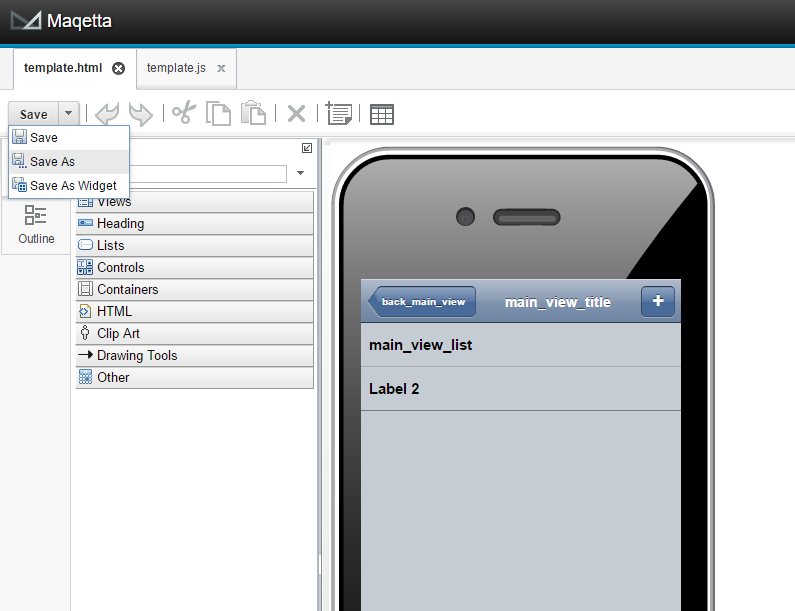 Maqetta
template.html
template.js
Save
Save
Save As
Save As Widget
Outline
Views
Heading
Lists
Controls
Containers
HTML
Clip Art
Drawing Tools
Other
back_main_view
main_view_title
+
main_view_list
Label 2